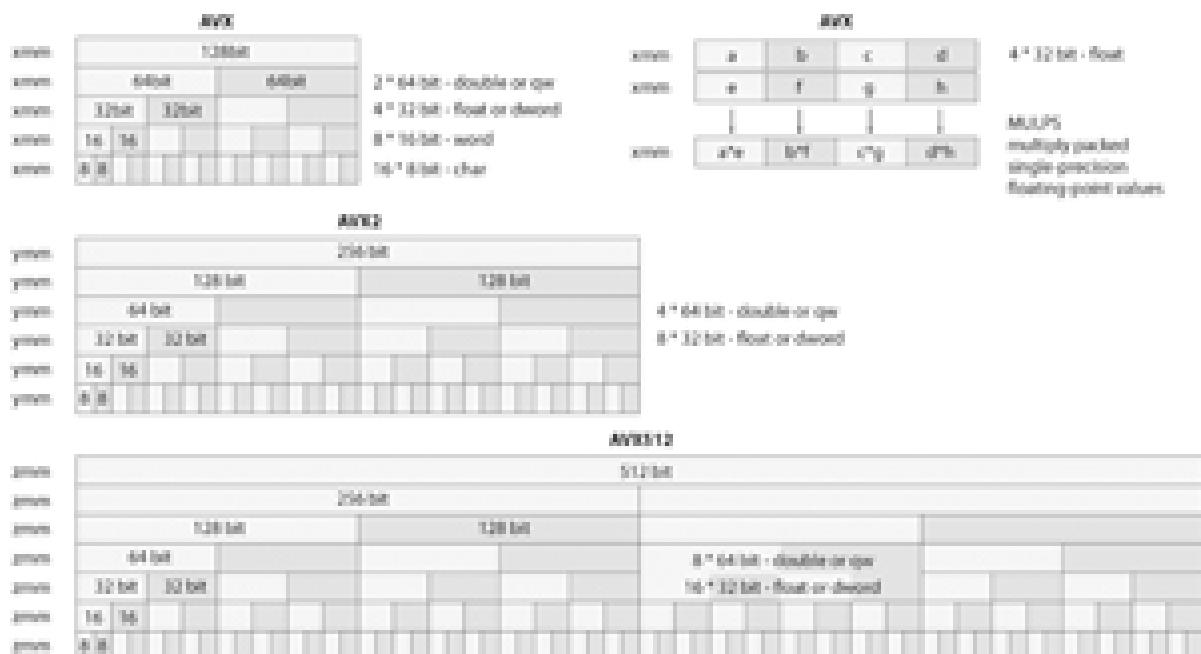 AVX
xmm 128bit
xmm 64bit 64bit 2 * 64 bit - double or qw
xmm 32bit 32bit 4 * 32 bit - float or dword
xmm 16 16 8 * 16 bit - word
xmm 8 8 16 * 8 bit - char
AVX
xmm a b c d 4 * 32 bit - float
xmm e f g h
MULPS
multiply packed
xmm a*e b*f c*g d*h
single-precision
floating-point values
AVX2
ymm 256 bit
ymm 128 bit 128 bit
ymm 64 bit 4 * 64 bit - double or qw
ymm 32 bit 32 bit 8 * 32 bit - float or dword
ymm 16 16
ymm 8 8
AVX512
zmm 512 bit
zmm 256 bit
zmm 128 bit 128 bit
zmm 64 bit 8 * 64 bit - double or qw
zmm 32 bit 32 bit 16 * 32 bit - float or dword
zmm 16 16
zmm 8 8